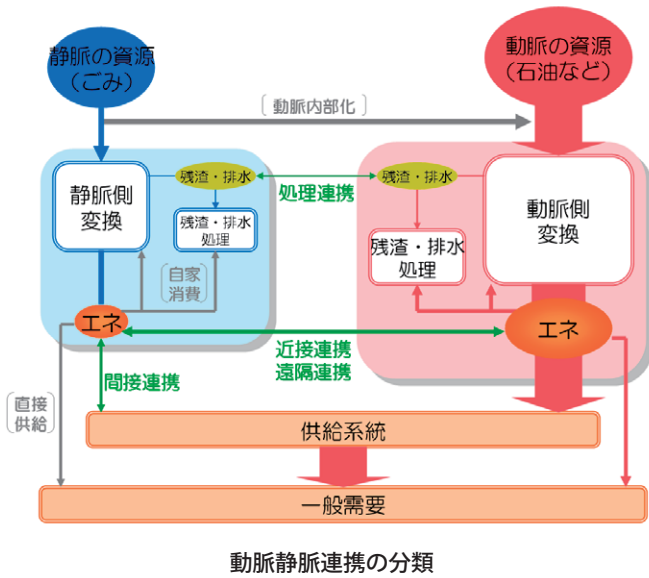 静脈の資源
（ごみ）
動脈の資源
（石油など）
［動脈内部化］
静脈側
変換
残渣・排水
残渣・排水
処理
処理連携
残渣・排水
残渣・排水
処理
動脈側
変換
［自家
消費］
エネ
エネ
近接連携
遠隔連携
間接連携
［直接
供給］
供給系統
一般需要
動脈静脈連携の分類